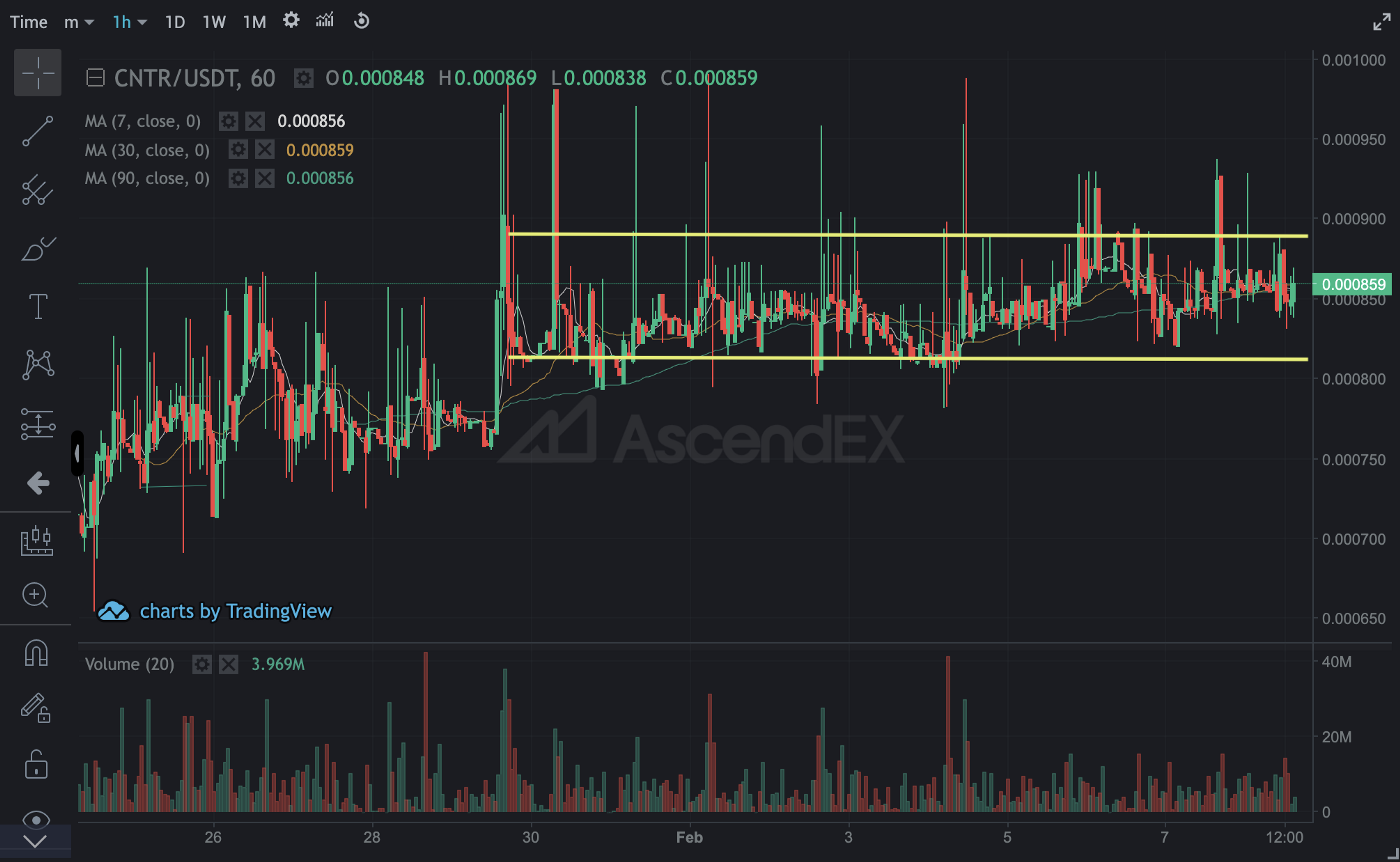 Time m 1h 1D 1W 1M
CNTR/USDT, 60 O0.000848 H0.000869 L0.000838 C0.000859
MA (7, close, 0) 0.000856
MA (30, close, 0) 0.000859
MA (90, close, 0) 0.000856
0.001000
0.000950
0.000900
0.000859
0.000850
0.000800
0.000750
0.000700
0.000650
AscendEX
charts by TradingView
Volume (20) 3.969M
40M
20M
0
26 28 30 Feb 3 5 7 12:00